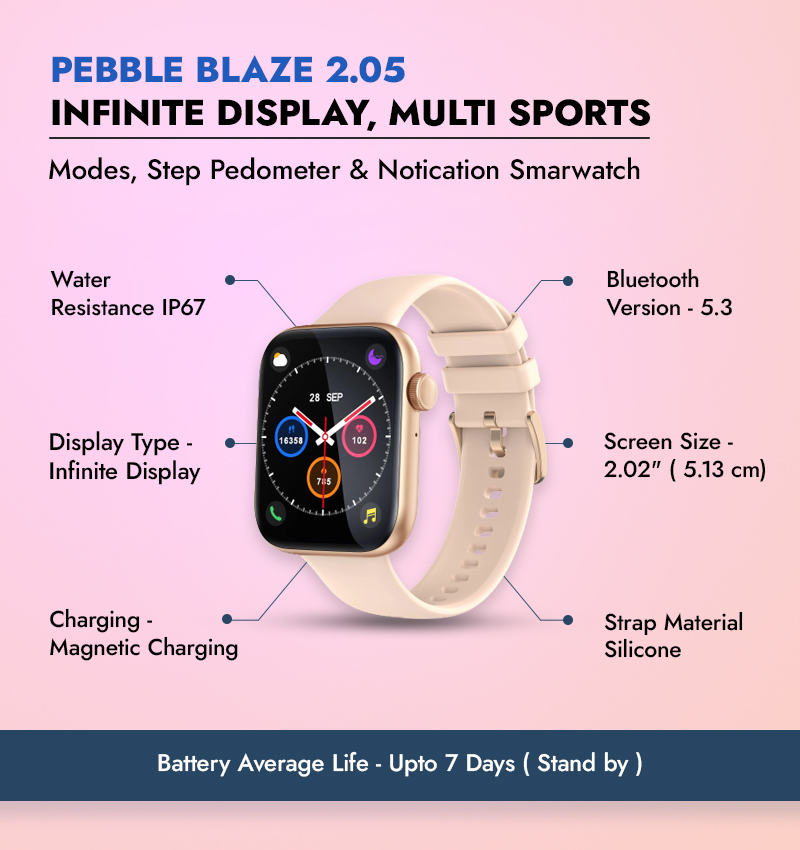 PEBBLE BLAZE 2.05
INFINITE DISPLAY, MULTI SPORTS
Modes, Step Pedometer & Notication Smarwatch
Water
Resistance IP67
Bluetooth
Version - 5.3
28 SEP
16358
102
785
Display Type -
Infinite Display
Screen Size -
2.02" ( 5.13 cm)
Charging -
Magnetic Charging
Strap Material
Silicone
Battery Average Life - Upto 7 Days ( Stand by )